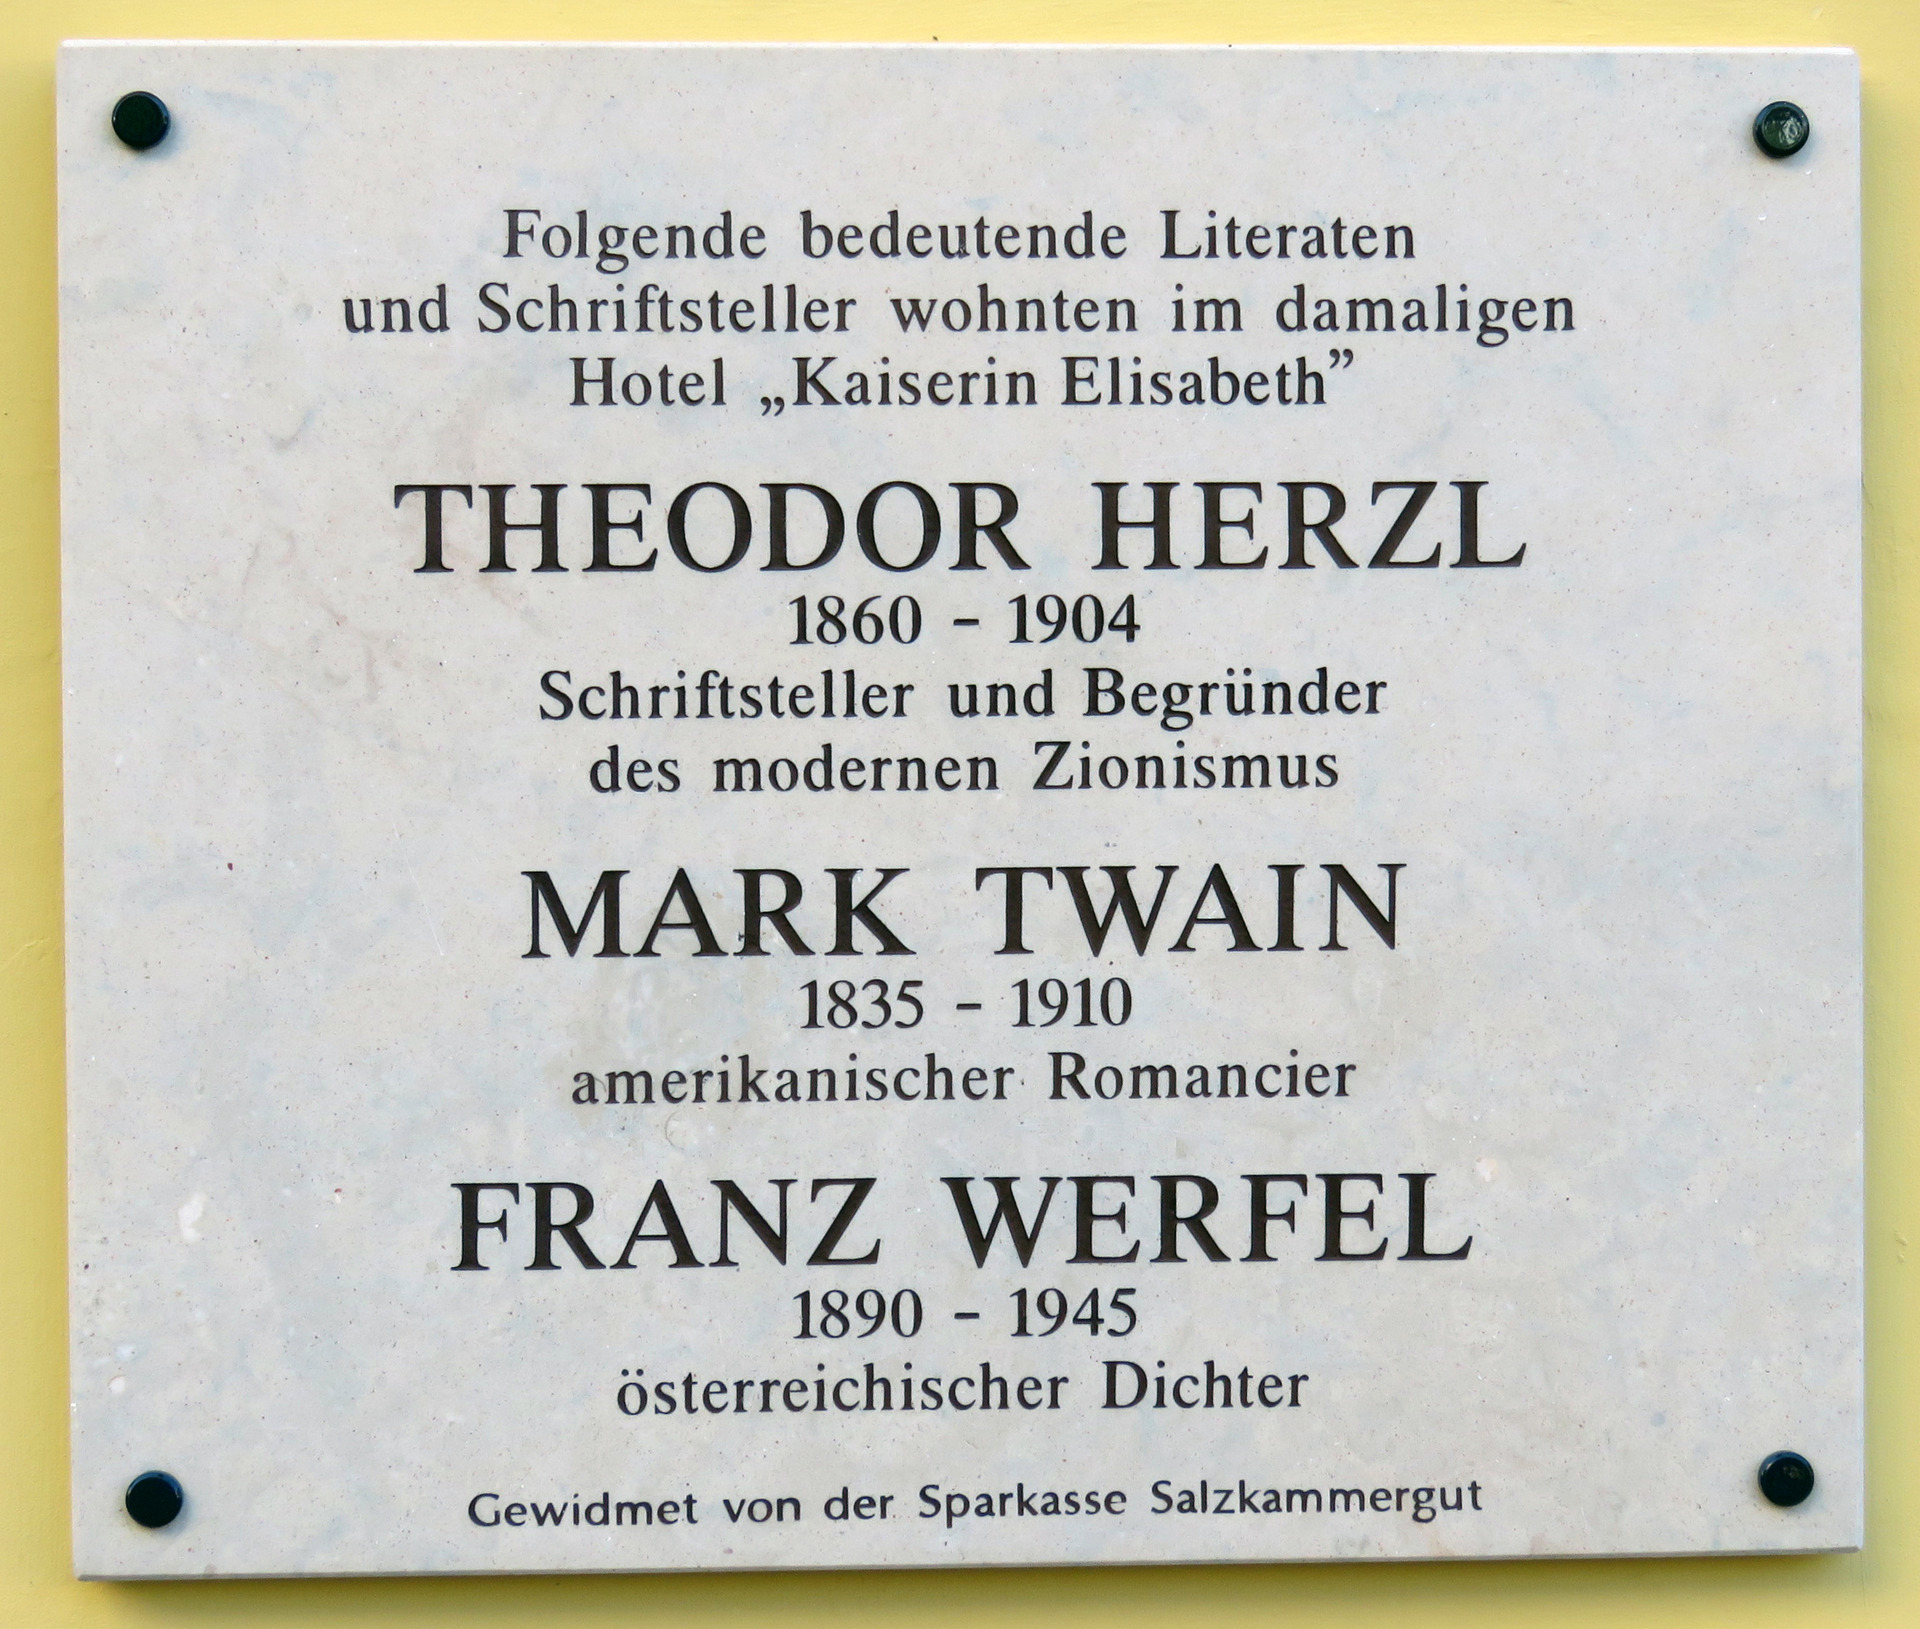 Folgende bedeutende Literaten
und Schriftsteller wohnten im damaligen
Hotel „Kaiserin Elisabeth”
THEODOR HERZL
1860 - 1904
Schriftsteller und Begründer
des modernen Zionismus
MARK TWAIN
1835 - 1910
amerikanischer Romancier
FRANZ WERFEL
1890 - 1945
österreichischer Dichter
Gewidmet von der Sparkasse Salzkammergut